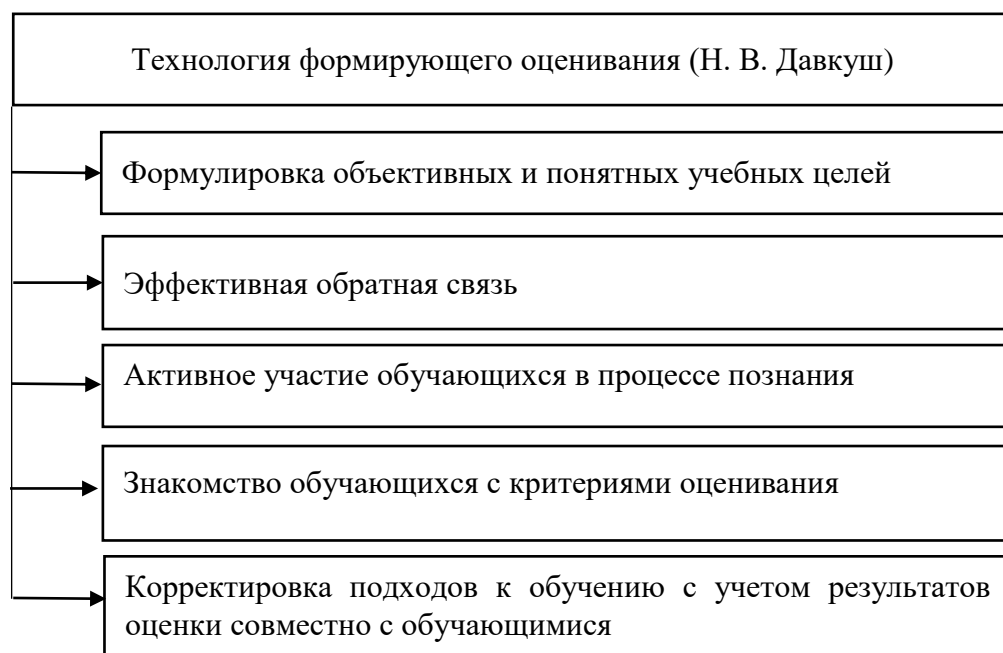 Технология формирующего оценивания (Н. В. Давкуш)
Формулировка объективных и понятных учебных целей
Эффективная обратная связь
Активное участие обучающихся в процессе познания
Знакомство обучающихся с критериями оценивания
Корректировка подходов к обучению с учетом результатов
оценки совместно с обучающимися